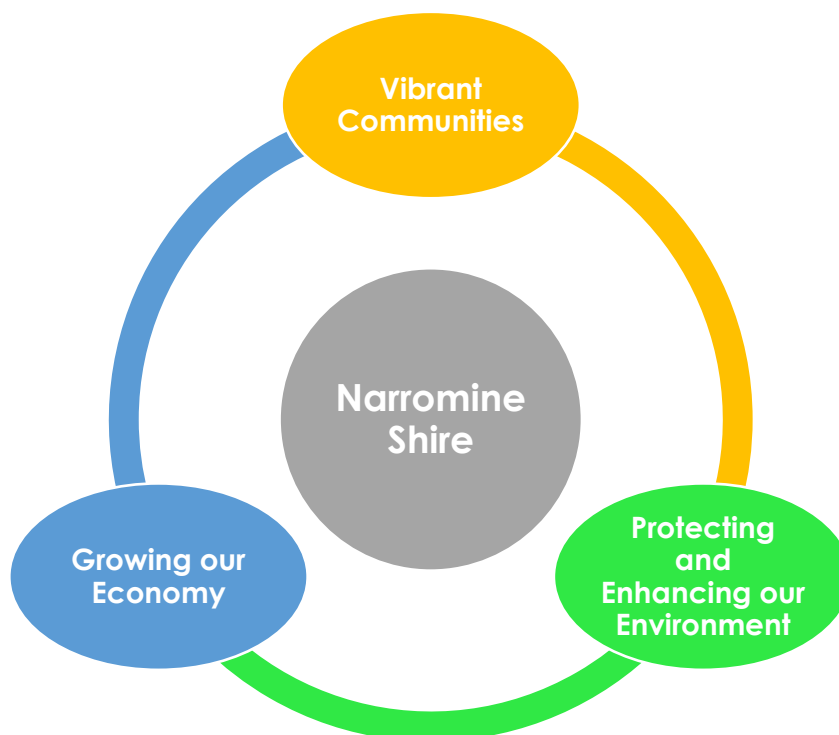 Vibrant
Communities
Narromine
Shire
Growing our
Economy
Protecting
and
Enhancing our
Environment